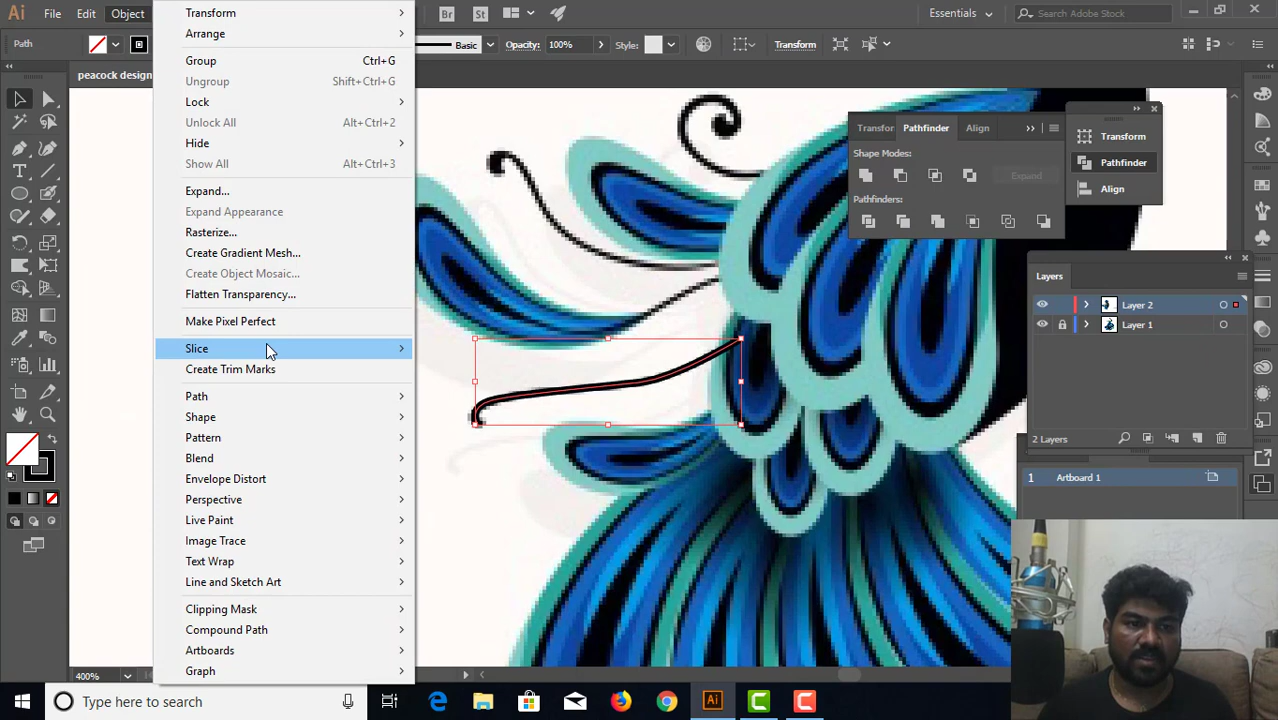 Ai File Edit Object Br St Essentials Search Adobe Stock
Path Basic Opacity: 100% Style: Transform
peacock design
Transform
Arrange
Group Ctrl+G
Ungroup Shift+Ctrl+G
Lock
Unlock All Alt+Ctrl+2
Hide
Show All Alt+Ctrl+3
Expand...
Expand Appearance
Rasterize...
Create Gradient Mesh...
Create Object Mosaic...
Flatten Transparency...
Make Pixel Perfect
Slice
Create Trim Marks
Path
Shape
Pattern
Blend
Envelope Distort
Perspective
Live Paint
Image Trace
Text Wrap
Line and Sketch Art
Clipping Mask
Compound Path
Artboards
Graph
Transfor Pathfinder Align
Shape Modes:
Expand
Pathfinders:
Transform
Pathfinder
Align
Layers
Layer 2
Layer 1
2 Layers
1 Artboard 1
400%
Type here to search
Ai